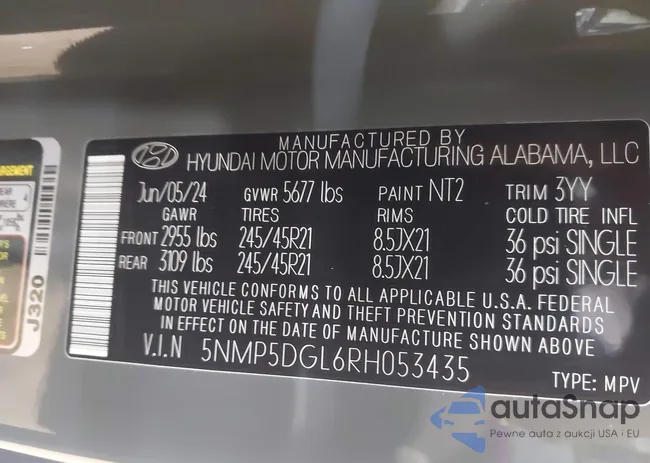 MANUFACTURED BY
HYUNDAI MOTOR MANUFACTURING ALABAMA, LLC
Jun/05/24 GVWR 5677 lbs PAINT NT2 TRIM 3YY
GAWR TIRES RIMS COLD TIRE INFL
FRONT 2955 lbs 245/45R21 8.5JX21 36 psi SINGLE
REAR 3109 lbs 245/45R21 8.5JX21 36 psi SINGLE
THIS VEHICLE CONFORMS TO ALL APPLICABLE U.S.A. FEDERAL
MOTOR VEHICLE SAFETY AND THEFT PREVENTION STANDARDS
IN EFFECT ON THE DATE OF MANUFACTURE SHOWN ABOVE
V.I.N 5NMP5DGL6RH053435
TYPE: MPV
J320
autaSnap
Pewne auta z aukcji USA i EU